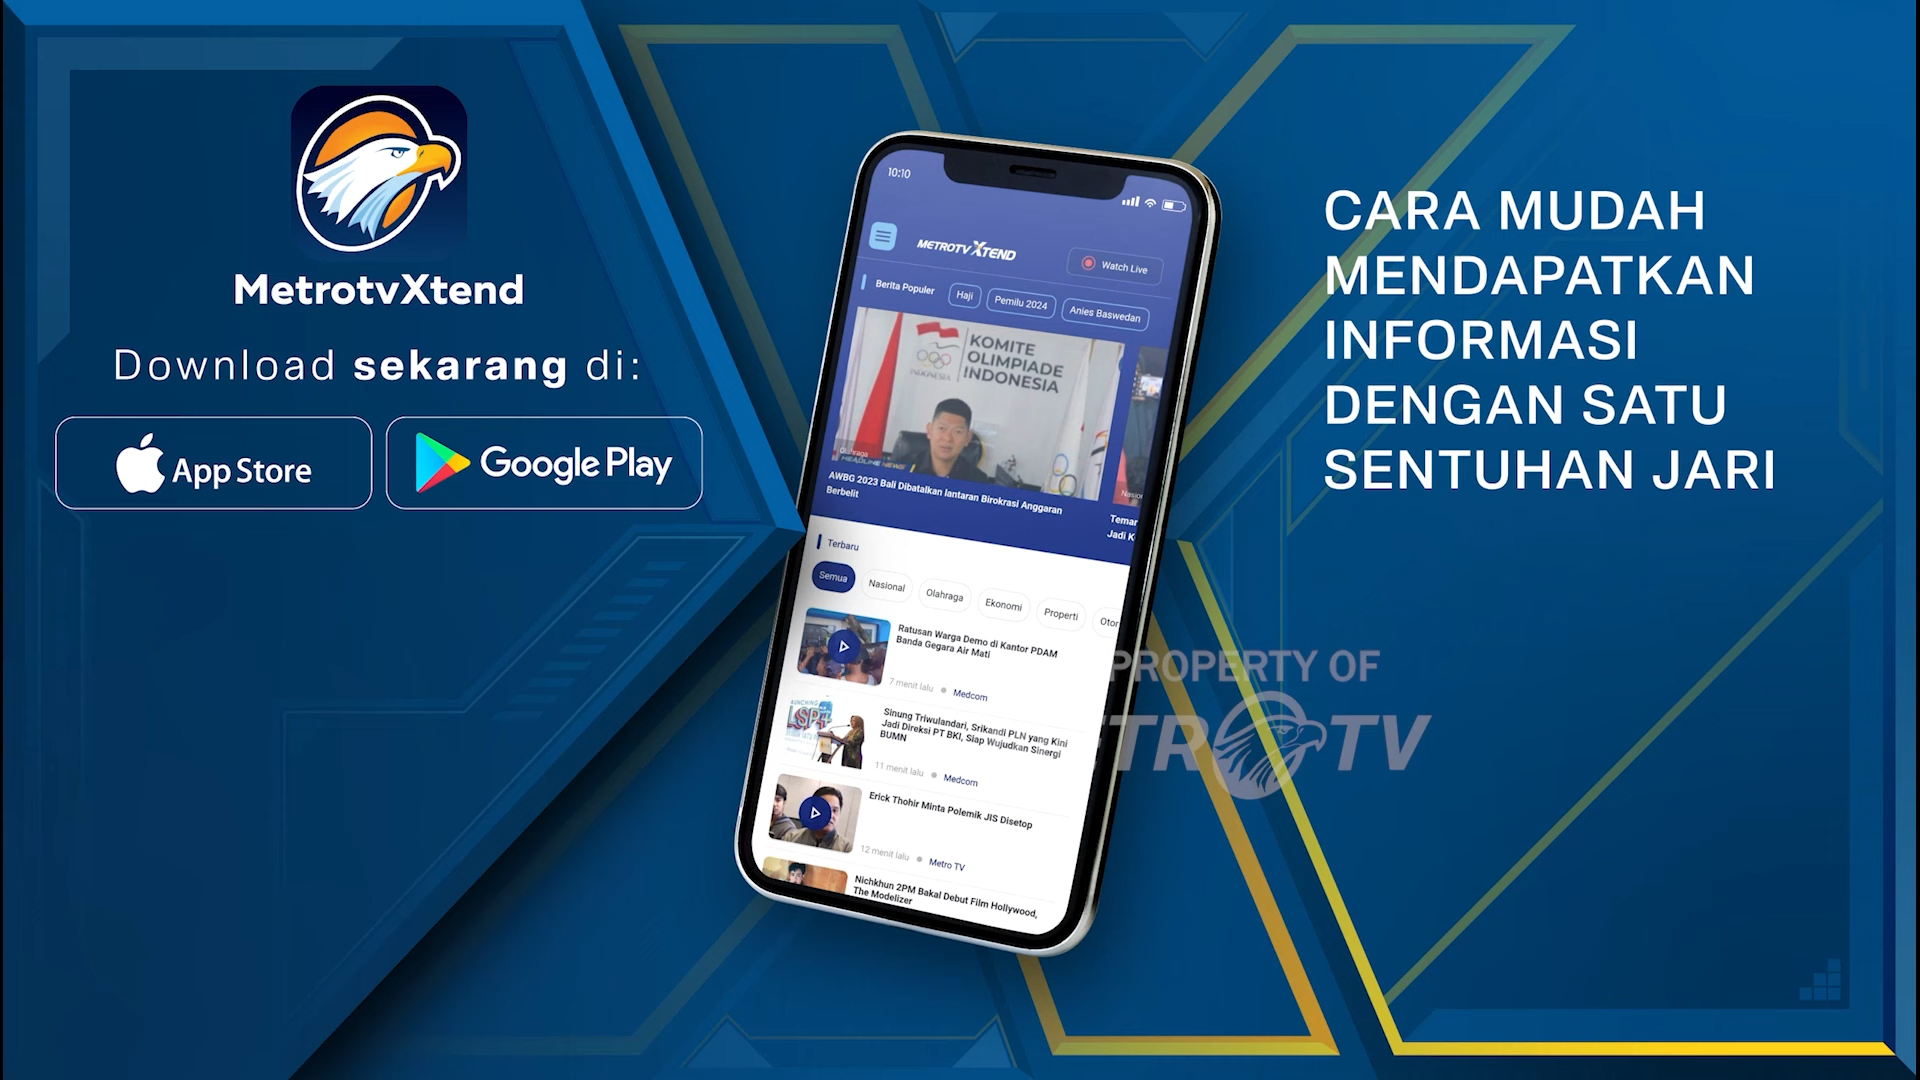 MetrotvXtend
Download sekarang di:
App Store
Google Play
10:10
METROTV XTEND
Watch Live
Berita Populer
Haji
Pemilu 2024
Anies Baswedan
KOMITE
OLIMPIADE
INDONESIA
INDONESIA
Olahraga
HEADLINE NEWS
AWBG 2023 Bali Dibatalkan lantaran Birokrasi Anggaran
Berbelit
Terbaru
Semua
Nasional
Olahraga
Ekonomi
Properti
Ratusan Warga Demo di Kantor PDAM
Banda Gegara Air Mati
7 menit lalu
Medcom
Sinung Triwulandari, Srikandi PLN yang Kini
Jadi Direksi PT BKI, Siap Wujudkan Sinergi
BUMN
11 menit lalu
Medcom
Erick Thohir Minta Polemik JIS Disetop
12 menit lalu
Metro TV
Nichkhun 2PM Bakal Debut Film Hollywood,
The Modelizer
CARA MUDAH
MENDAPATKAN
INFORMASI
DENGAN SATU
SENTUHAN JARI
PROPERTY OF
TV